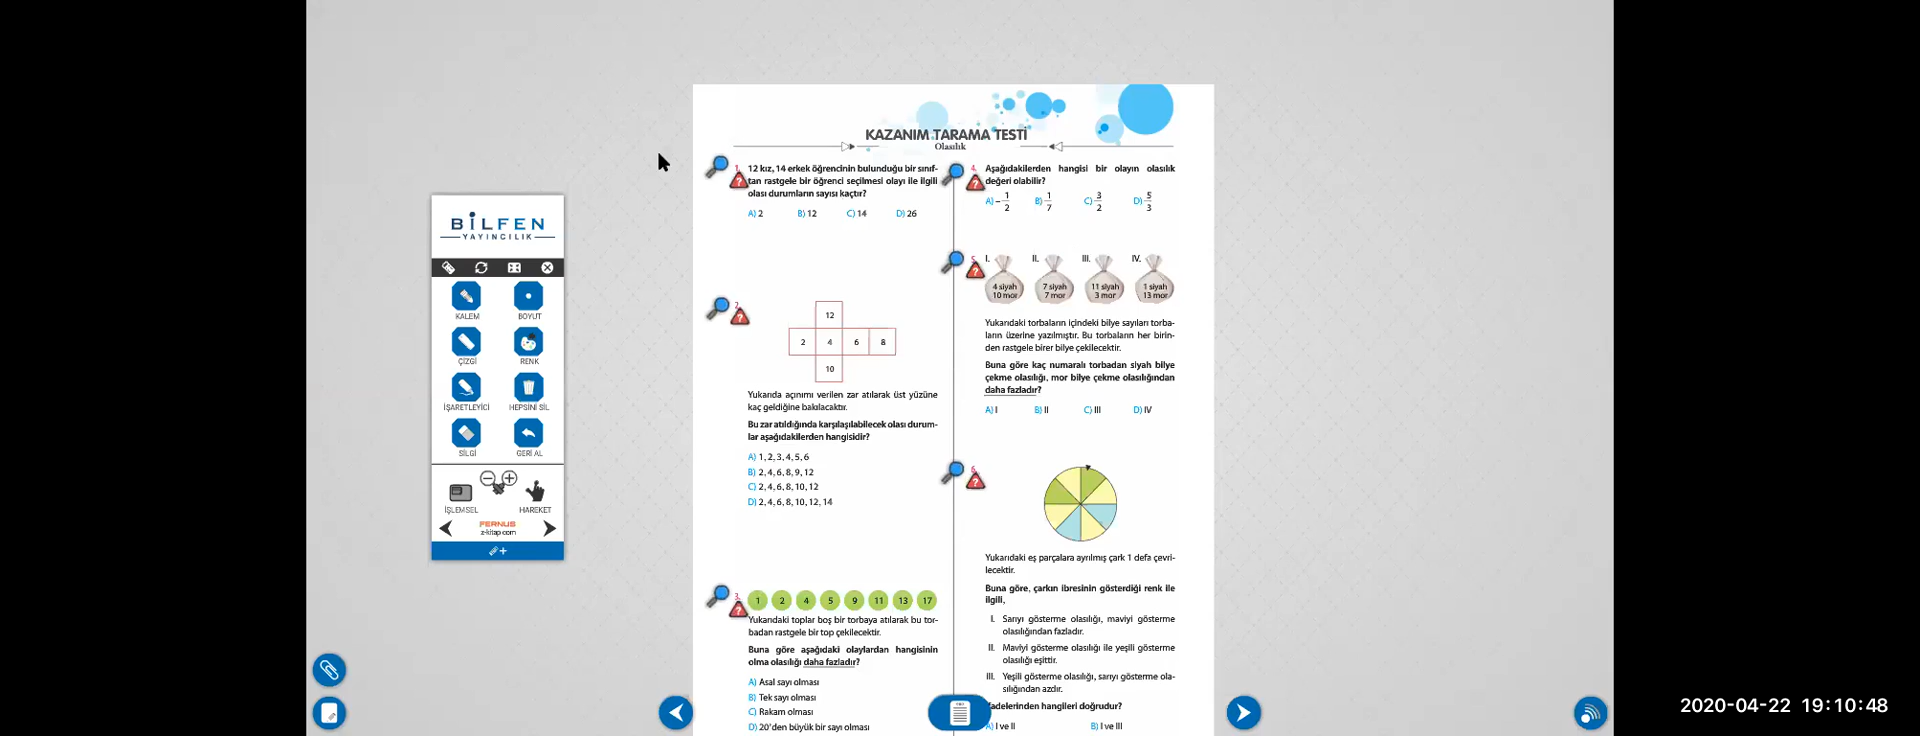 KAZANIM TARAMA TESTİ
Olasılık
1.
12 kız, 14 erkek öğrencinin bulunduğu bir sınıf-
tan rastgele bir öğrenci seçilmesi olayı ile ilgili
olası durumların sayısı kaçtır?
A) 2 B) 12 C) 14 D) 26
2.
12
2 4 6 8
10
Yukarıda açınımı verilen zar atılarak üst yüzüne
kaç geldiğine bakılacaktır.
Bu zar atıldığında karşılaşılabilecek olası durum-
lar aşağıdakilerden hangisidir?
A) 1, 2, 3, 4, 5, 6
B) 2, 4, 6, 8, 9, 12
C) 2, 4, 6, 8, 10, 12
D) 2, 4, 6, 8, 10, 12, 14
3.
1 2 4 5 9 11 13 17
Yukarıdaki toplar boş bir torbaya atılarak bu tor-
badan rastgele bir top çekilecektir.
Buna göre aşağıdaki olaylardan hangisinin
olma olasılığı daha fazladır?
A) Asal sayı olması
B) Tek sayı olması
C) Rakam olması
D) 20'den büyük bir sayı olması
4.
Aşağıdakilerden hangisi bir olayın olasılık
değeri olabilir?
A) -1/2 B) 1/7 C) 3/2 D) 5/3
5.
I. II. III. IV.
4 siyah 7 siyah 11 siyah 1 siyah
10 mor 7 mor 3 mor 13 mor
Yukarıdaki torbaların içindeki bilye sayıları torba-
ların üzerine yazılmıştır. Bu torbaların her birin-
den rastgele birer bilye çekilecektir.
Buna göre kaç numaralı torbadan siyah bilye
çekme olasılığı, mor bilye çekme olasılığından
daha fazladır?
A) I B) II C) III D) IV
6.
Yukarıdaki eş parçalara ayrılmış çark 1 defa çevri-
lecektir.
Buna göre, çarkın ibresinin gösterdiği renk ile
ilgili,
I. Sarıyı gösterme olasılığı, maviyi gösterme
olasılığından fazladır.
II. Maviyi gösterme olasılığı ile yeşili gösterme
olasılığı eşittir.
III. Yeşili gösterme olasılığı, sarıyı gösterme ola-
sılığından azdır.
adelerinden hangileri doğrudur?
A) I ve II B) I ve III
BİLFEN
YAYINCILIK
KALEM BOYUT
ÇİZGİ RENK
İŞARETLEYİCİ HEPSİNİ SİL
SİLGİ GERİ AL
İŞLEMSEL HAREKET
FERNUS
z-kitap.com
2020-04-22 19:10:48